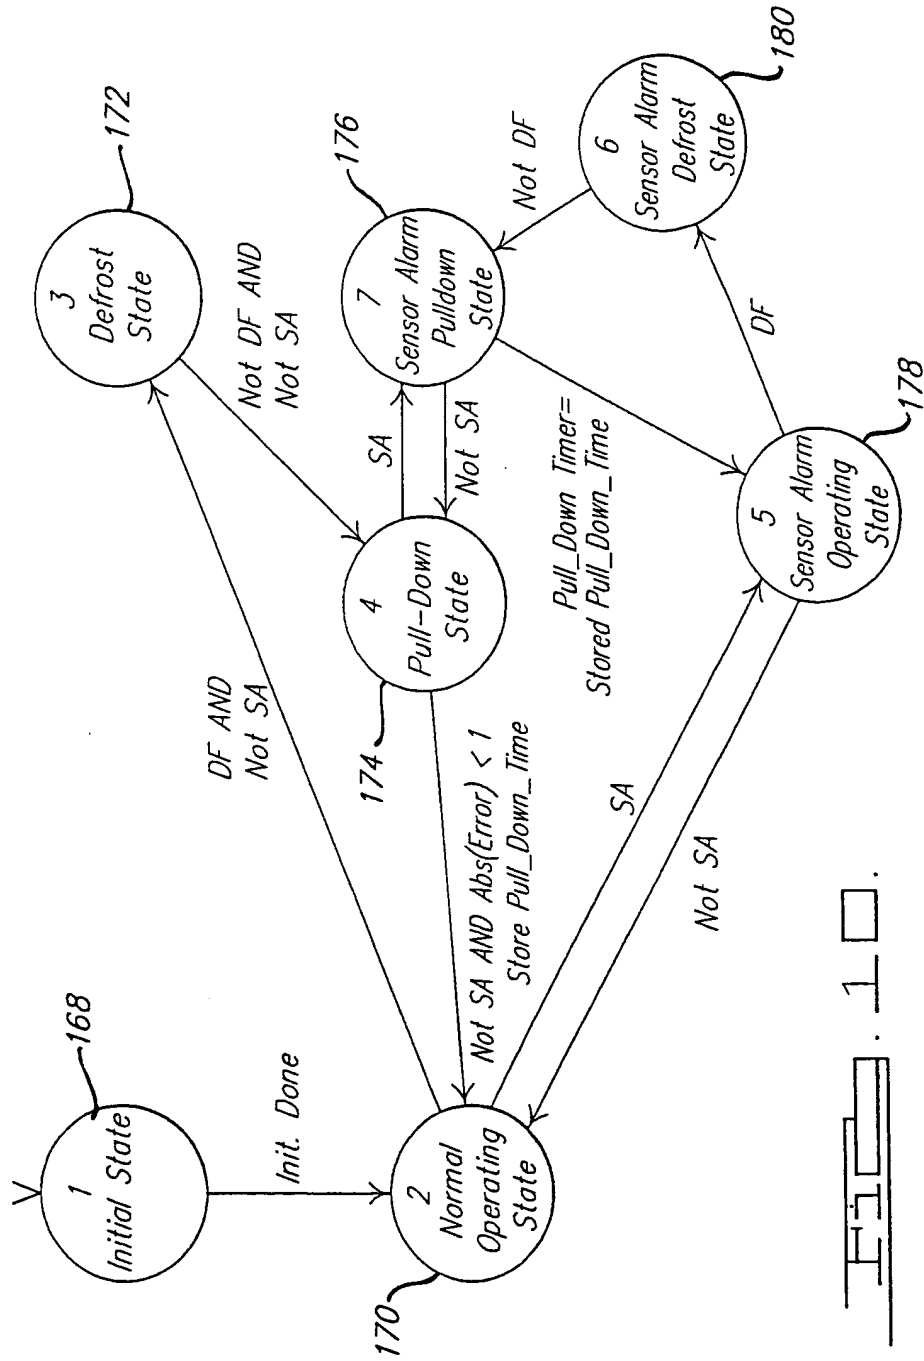 168
1
Initial State
Init. Done
170
2
Normal
Operating
State
DF AND
Not SA
172
3
Defrost
State
Not DF AND
Not SA
174
4
Pull-Down
State
SA
Not SA
176
7
Sensor Alarm
Pulldown
State
Not DF
180
6
Sensor Alarm
Defrost
State
DF
Not SA AND Abs(Error) < 1
Store Pull_Down_Time
Pull_Down Timer=
Stored Pull_Down_Time
SA
Not SA
178
5
Sensor Alarm
Operating
State
Fig. 10.